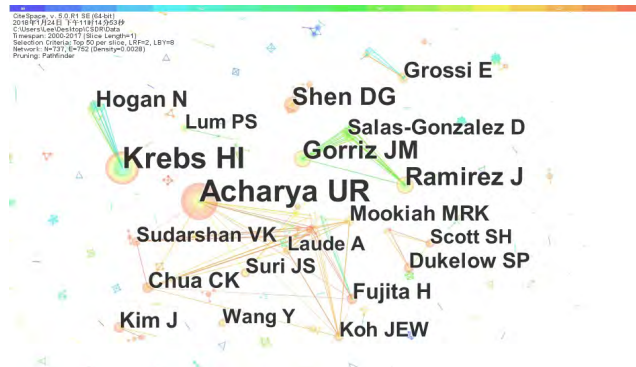 CiteSpace, v. 5.0.R1 SE (64-bit)
2018年1月24日 下午11时14分53秒
C:\Users\Lee\Desktop\CSDR\Data
Timespan: 2000-2017 (Slice Length=1)
Selection Criteria: Top 50 per slice, LRF=2, LBY=8
Network: N=737, E=752 (Density=0.0028)
Pruning: Pathfinder
Grossi E
Hogan N
Shen DG
Lum PS
Salas-Gonzalez D
Krebs HI
Gorriz JM
Ramirez J
Acharya UR
Mookiah MRK
Sudarshan VK
Laude A
Scott SH
Suri JS
Dukelow SP
Chua CK
Fujita H
Kim J
Wang Y
Koh JEW